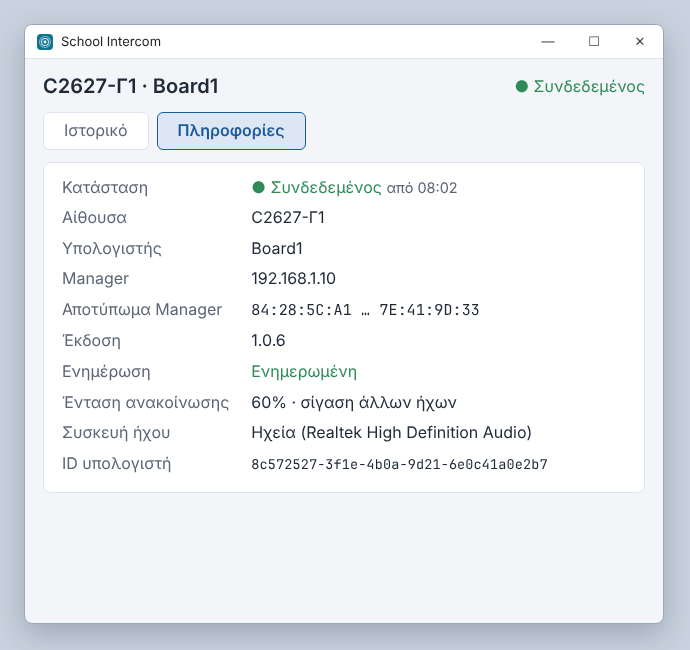 School Intercom
C2627-Γ1 · Board1
Συνδεδεμένος
Ιστορικό
Πληροφορίες
Κατάσταση Συνδεδεμένος από 08:02
Αίθουσα C2627-Γ1
Υπολογιστής Board1
Manager 192.168.1.10
Αποτύπωμα Manager 84:28:5C:A1 … 7E:41:9D:33
Έκδοση 1.0.6
Ενημέρωση Ενημερωμένη
Ένταση ανακοίνωσης 60% · σίγαση άλλων ήχων
Συσκευή ήχου Ηχεία (Realtek High Definition Audio)
ID υπολογιστή 8c572527-3f1e-4b0a-9d21-6e0c41a0e2b7